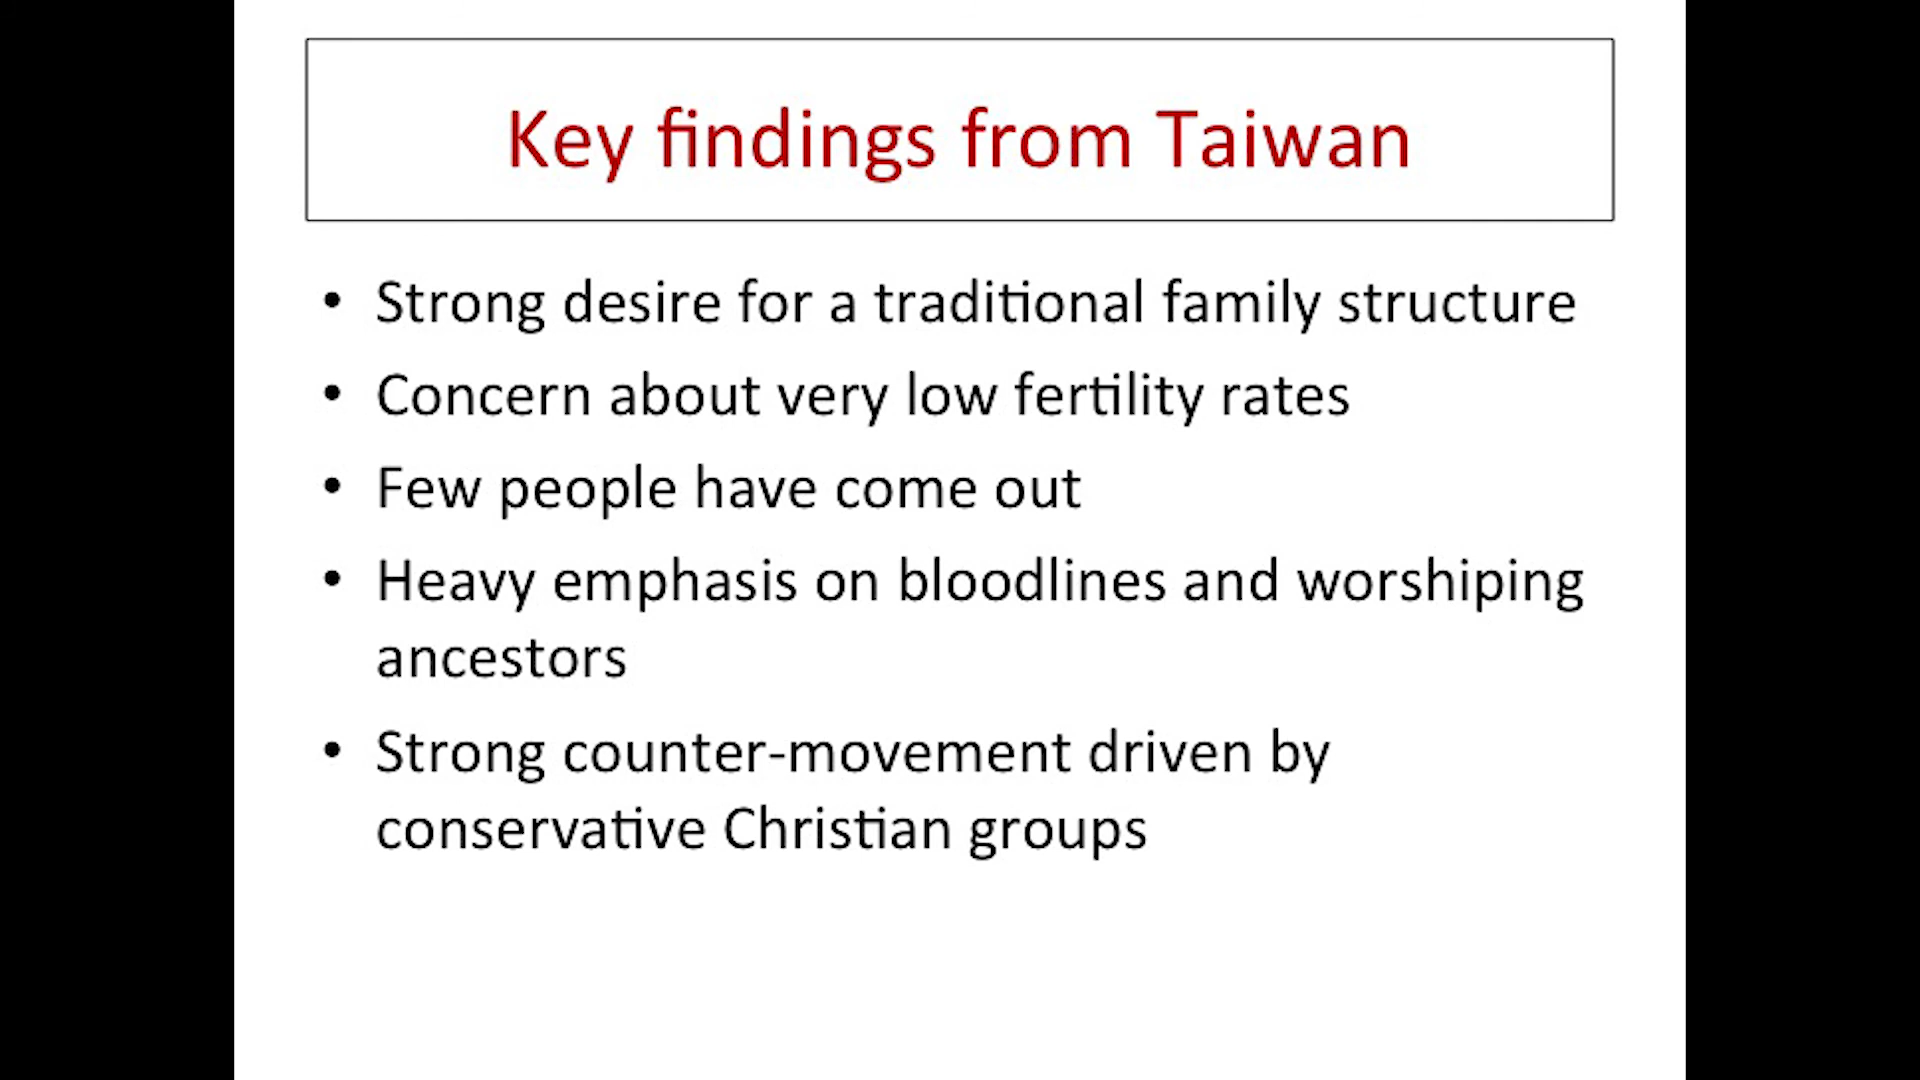 Key findings from Taiwan
• Strong desire for a traditional family structure
• Concern about very low fertility rates
• Few people have come out
• Heavy emphasis on bloodlines and worshiping
ancestors
• Strong counter-movement driven by
conservative Christian groups